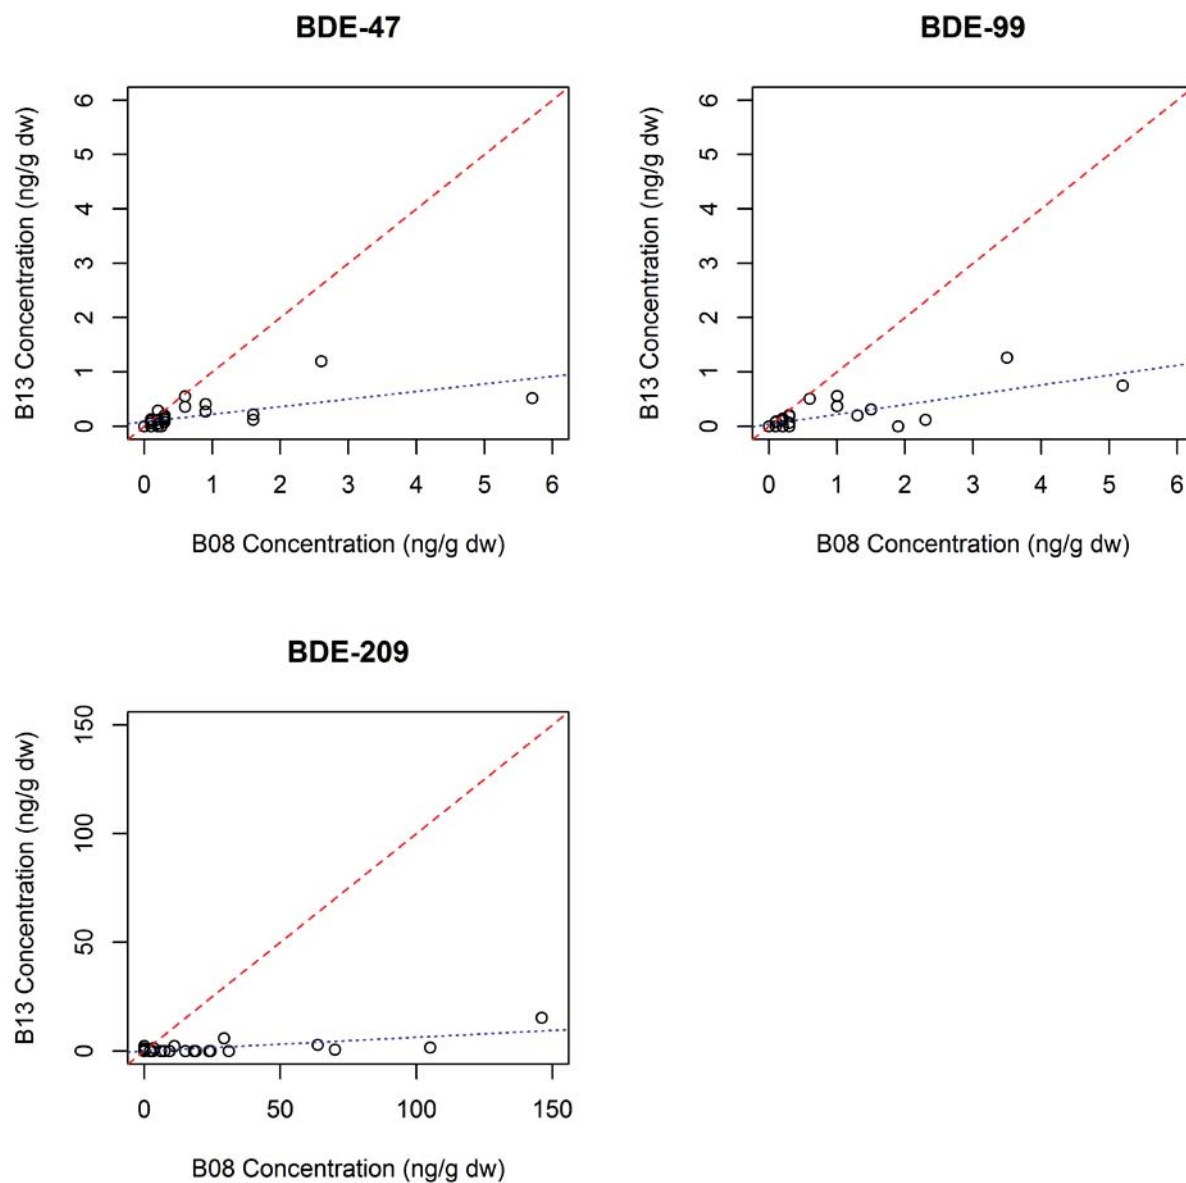 BDE-47
B13 Concentration (ng/g dw)
6
5
4
3
2
1
0
0 1 2 3 4 5 6
B08 Concentration (ng/g dw)
BDE-99
B13 Concentration (ng/g dw)
6
5
4
3
2
1
0
0 1 2 3 4 5 6
B08 Concentration (ng/g dw)
BDE-209
B13 Concentration (ng/g dw)
150
100
50
0
0 50 100 150
B08 Concentration (ng/g dw)